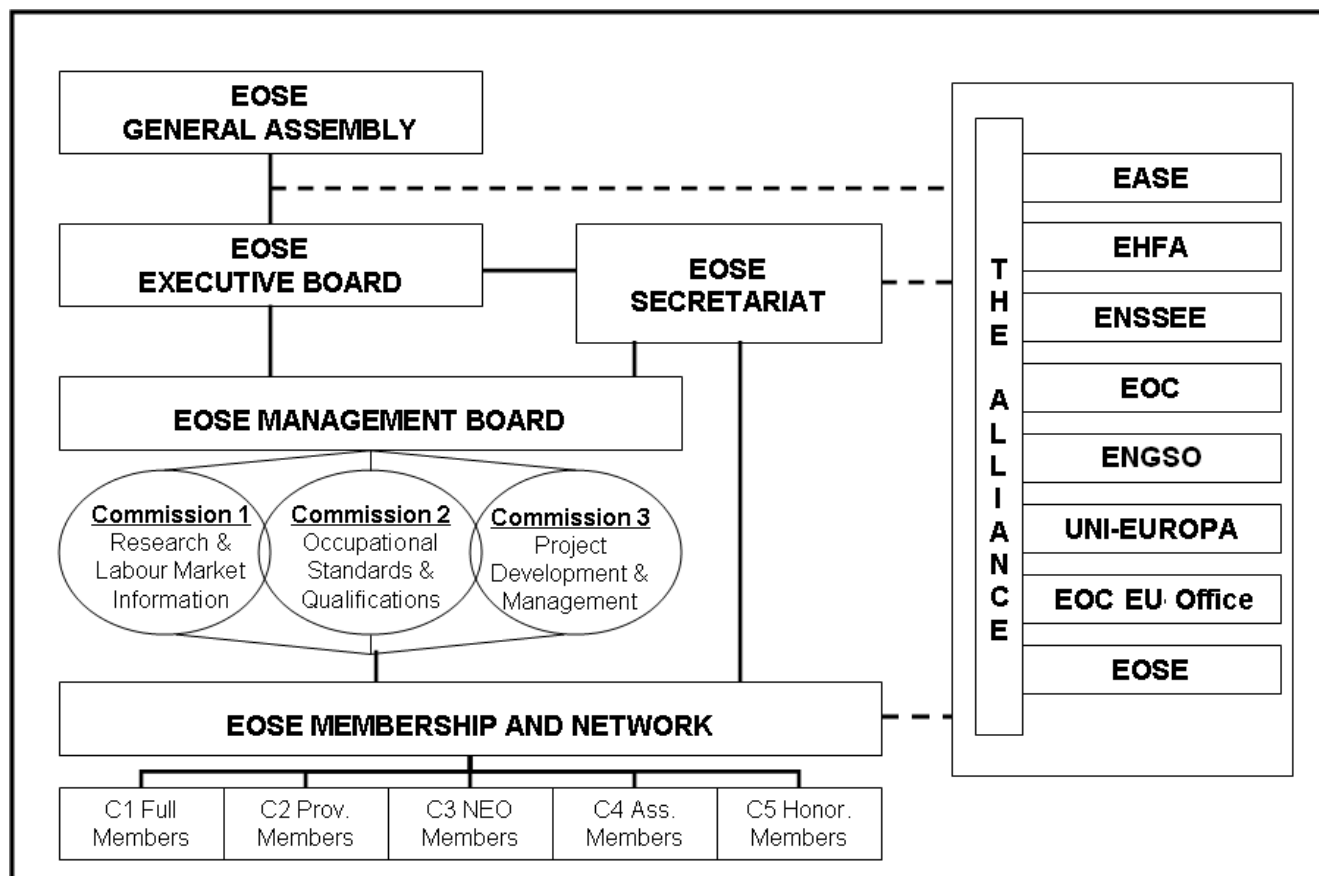 EOSE
GENERAL ASSEMBLY
EOSE
EXECUTIVE BOARD
EOSE
SECRETARIAT
EOSE MANAGEMENT BOARD
Commission 1
Research &
Labour Market
Information
Commission 2
Occupational
Standards &
Qualifications
Commission 3
Project
Development &
Management
EOSE MEMBERSHIP AND NETWORK
C1 Full
Members
C2 Prov.
Members
C3 NEO
Members
C4 Ass.
Members
C5 Honor.
Members
THE ALLIANCE
EASE
EHFA
ENSSEE
EOC
ENGSO
UNI-EUROPA
EOC EU Office
EOSE